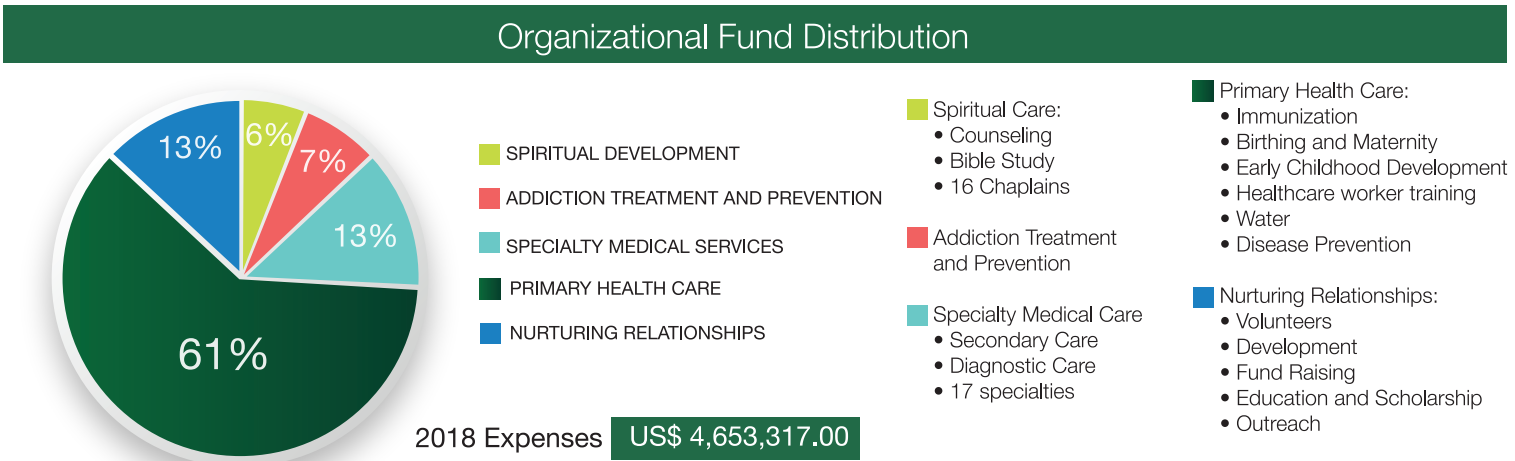 Organizational Fund Distribution
13%
6%
7%
13%
61%
SPIRITUAL DEVELOPMENT
ADDICTION TREATMENT AND PREVENTION
SPECIALTY MEDICAL SERVICES
PRIMARY HEALTH CARE
NURTURING RELATIONSHIPS
2018 Expenses US$ 4,653,317.00
Spiritual Care:
• Counseling
• Bible Study
• 16 Chaplains
Addiction Treatment
and Prevention
Specialty Medical Care
• Secondary Care
• Diagnostic Care
• 17 specialties
Primary Health Care:
• Immunization
• Birthing and Maternity
• Early Childhood Development
• Healthcare worker training
• Water
• Disease Prevention
Nurturing Relationships:
• Volunteers
• Development
• Fund Raising
• Education and Scholarship
• Outreach